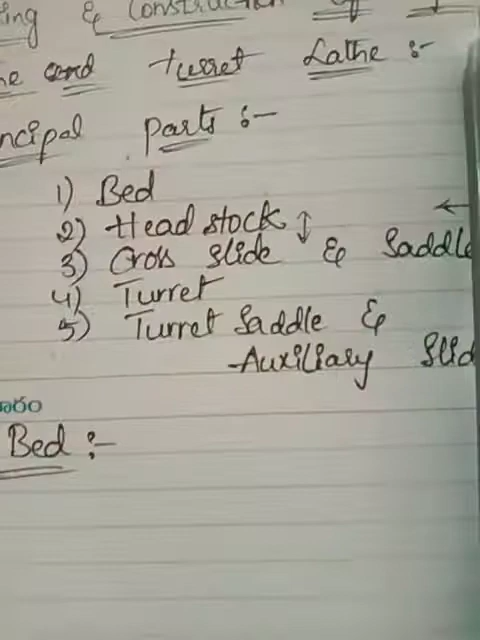 ing & Construction of
ne and turret Lathe :-
ncipal parts :-
1) Bed
2) Head stock
3) Cross slide & Saddle
4) Turret
5) Turret Saddle &
-Auxiliary Slid
కారం
Bed :-